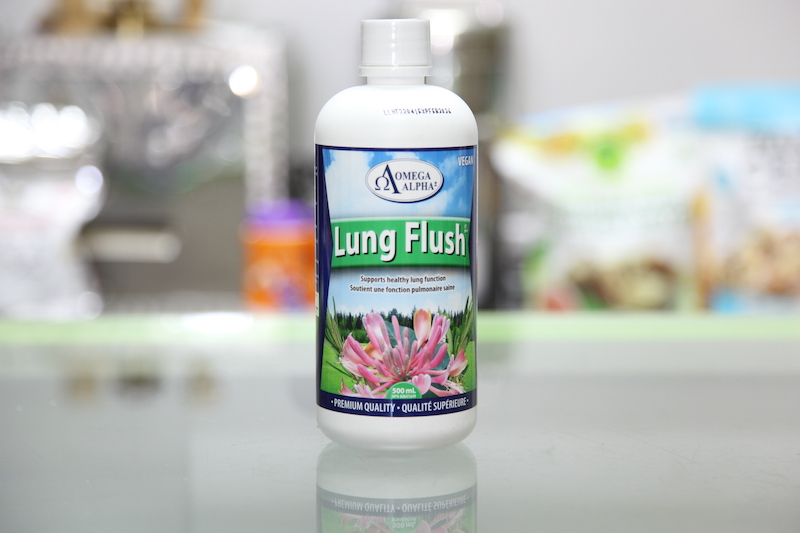 VEGAN
OMEGA
ALPHA
Lung Flush
Supports healthy lung function
Soutient une fonction pulmonaire saine
500 mL
• PREMIUM QUALITY • QUALITÉ SUPÉRIEURE •